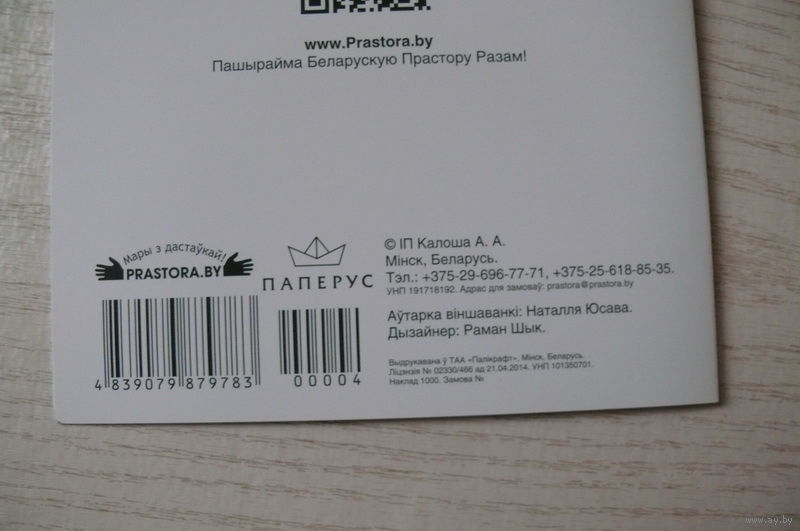 www.Prastora.by
Пашырайма Беларускую Прастору Разам!
Мары з дастаўкай!
PRASTORA.BY
ПАПЕРУС
4 839079 879783
00004
© ІП Калоша А. А.
Мінск, Беларусь.
Тэл.: +375-29-696-77-71, +375-25-618-85-35.
УНП 191718192. Адрас для замоваў: prastora@prastora.by
Аўтарка віншаванкі: Наталля Юсава.
Дызайнер: Раман Шык.
Выдрукавана ў ТАА «Палікрафт», Мінск, Беларусь.
Ліцэнзія № 02330/466 ад 21.04.2014. УНП 101350701.
Наклад 1000. Замова №
www.ay.by